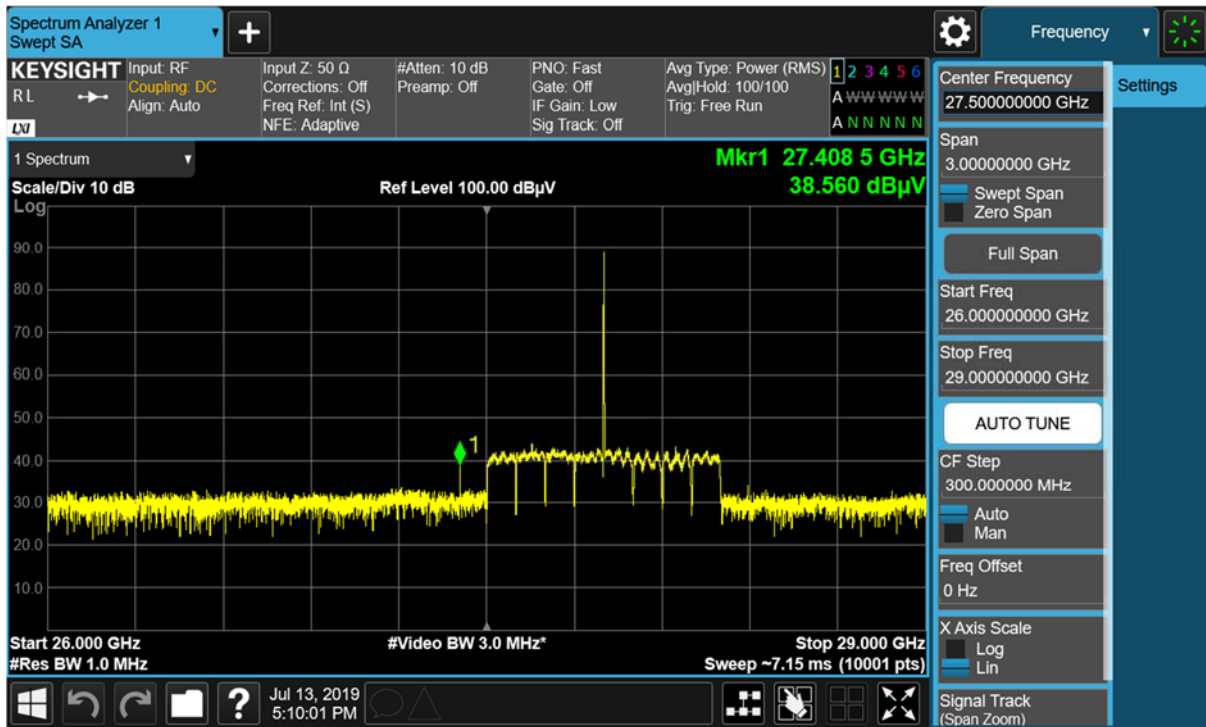 Spectrum Analyzer 1
Swept SA
+
Frequency
KEYSIGHT
R L
LXI
Input: RF
Coupling: DC
Align: Auto
Input Z: 50 Ω
Corrections: Off
Freq Ref: Int (S)
NFE: Adaptive
#Atten: 10 dB
Preamp: Off
PNO: Fast
Gate: Off
IF Gain: Low
Sig Track: Off
Avg Type: Power (RMS)
Avg|Hold: 100/100
Trig: Free Run
1 2 3 4 5 6
A W W W W W
A N N N N N
Center Frequency
27.500000000 GHz
Settings
Span
3.00000000 GHz
Swept Span
Zero Span
Full Span
Start Freq
26.000000000 GHz
Stop Freq
29.000000000 GHz
AUTO TUNE
CF Step
300.000000 MHz
Auto
Man
Freq Offset
0 Hz
X Axis Scale
Log
Lin
Signal Track
(Span Zoom)
1 Spectrum
Mkr1 27.408 5 GHz
38.560 dBµV
Scale/Div 10 dB
Ref Level 100.00 dBµV
Log
90.0
80.0
70.0
60.0
50.0
40.0
30.0
20.0
10.0
1
Start 26.000 GHz
#Video BW 3.0 MHz*
Stop 29.000 GHz
#Res BW 1.0 MHz
Sweep ~7.15 ms (10001 pts)
?
Jul 13, 2019
5:10:01 PM